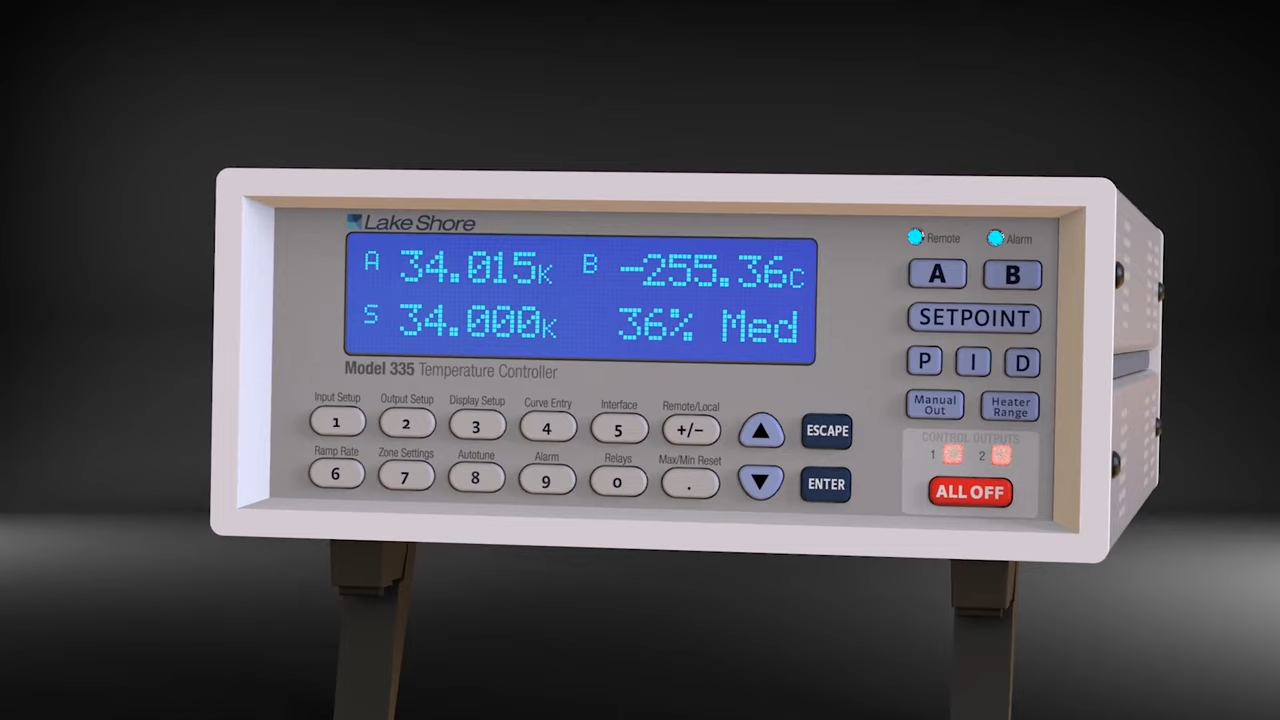 Lake Shore
A 34.015K B -255.36C
S 34.000K 36% Med
Model 335 Temperature Controller
Input Setup Output Setup Display Setup Curve Entry Interface Remote/Local
1 2 3 4 5 +/-
Ramp Rate Zone Settings Autotune Alarm Relays Max/Min Reset
6 7 8 9 0 .
ESCAPE
ENTER
Remote Alarm
A B
SETPOINT
P I D
Manual Out
Heater Range
CONTROL OUTPUTS
1 2
ALL OFF